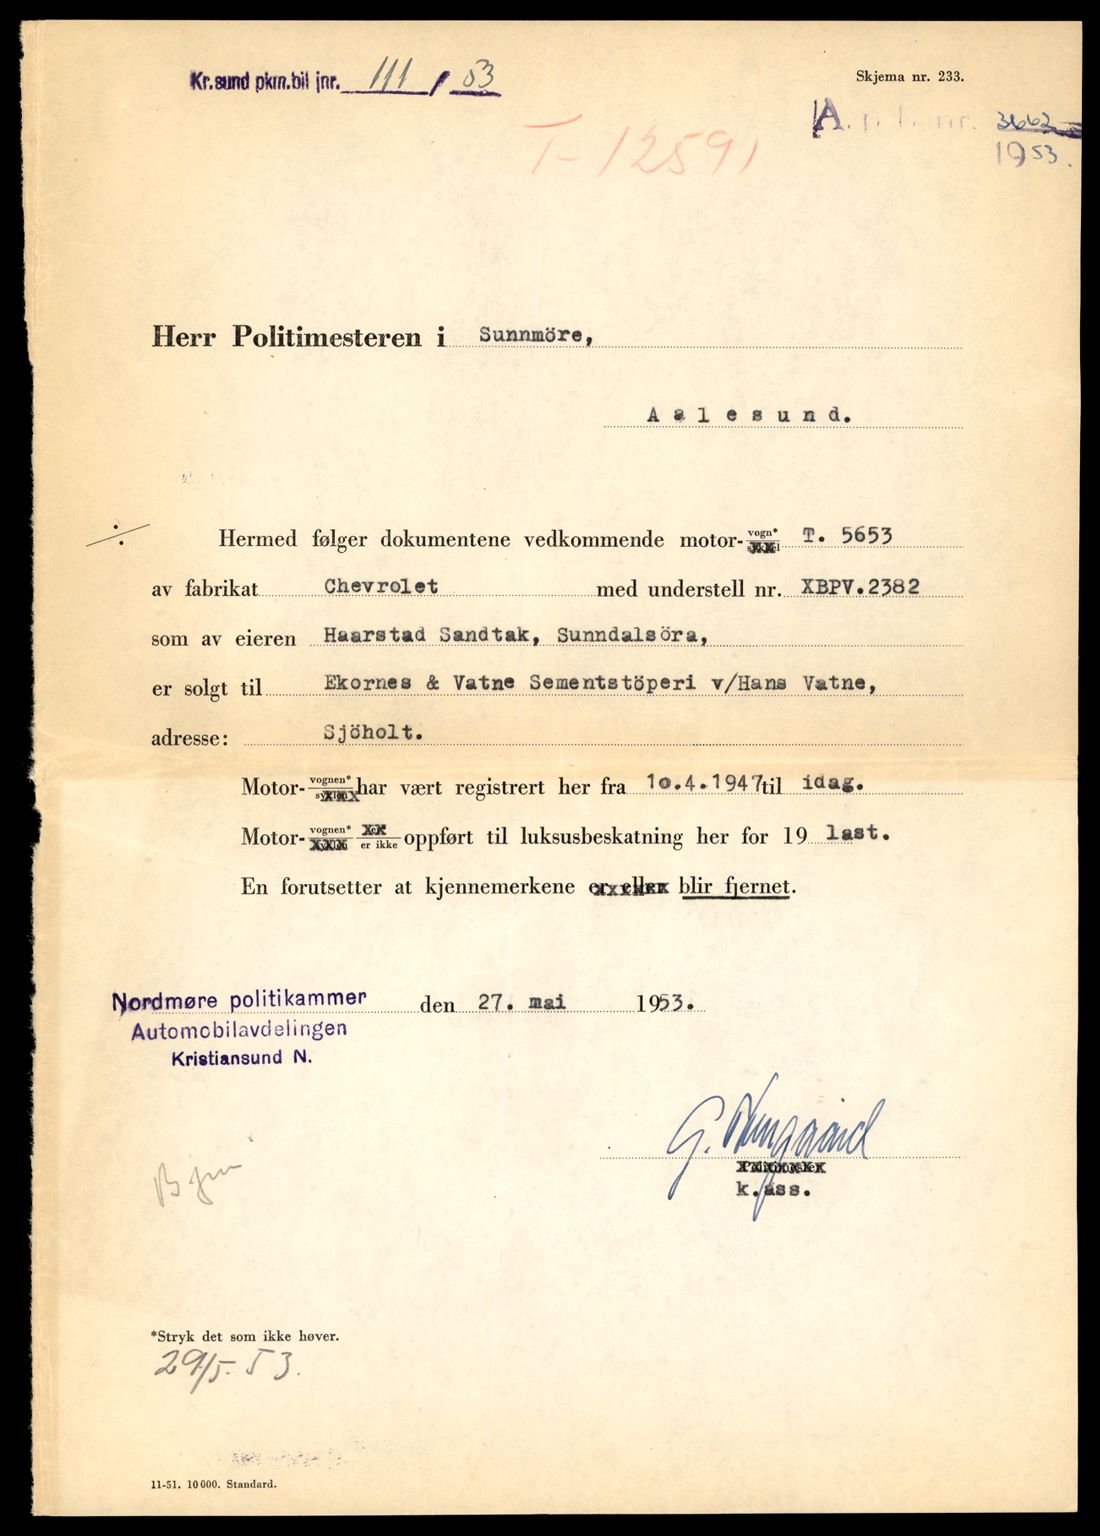 Kr.sund pkm.bil jnr. 111 / 53
Skjema nr. 233.
A. nr. 3662
1953.
T-12591
Herr Politimesteren i Sunnmöre,
Aalesund.
÷ Hermed følger dokumentene vedkommende motor-vogn* T. 5653
av fabrikat Chevrolet med understell nr. XBPV.2382
som av eieren Haarstad Sandtak, Sunndalsöra,
er solgt til Ekornes & Vatne Sementstöperi v/Hans Vatne,
adresse: Sjöholt.
Motor-vognen* har vært registrert her fra 10.4.1947 til idag.
Motor-vognen* er ikke oppført til luksusbeskatning her for 19 last.
En forutsetter at kjennemerkene er eller blir fjernet.
Nordmøre politikammer den 27. mai 1953.
Automobilavdelingen
Kristiansund N.
G.
Politimester
k.ass.
*Stryk det som ikke høver.
29/5-53.
11-51. 10000. Standard.